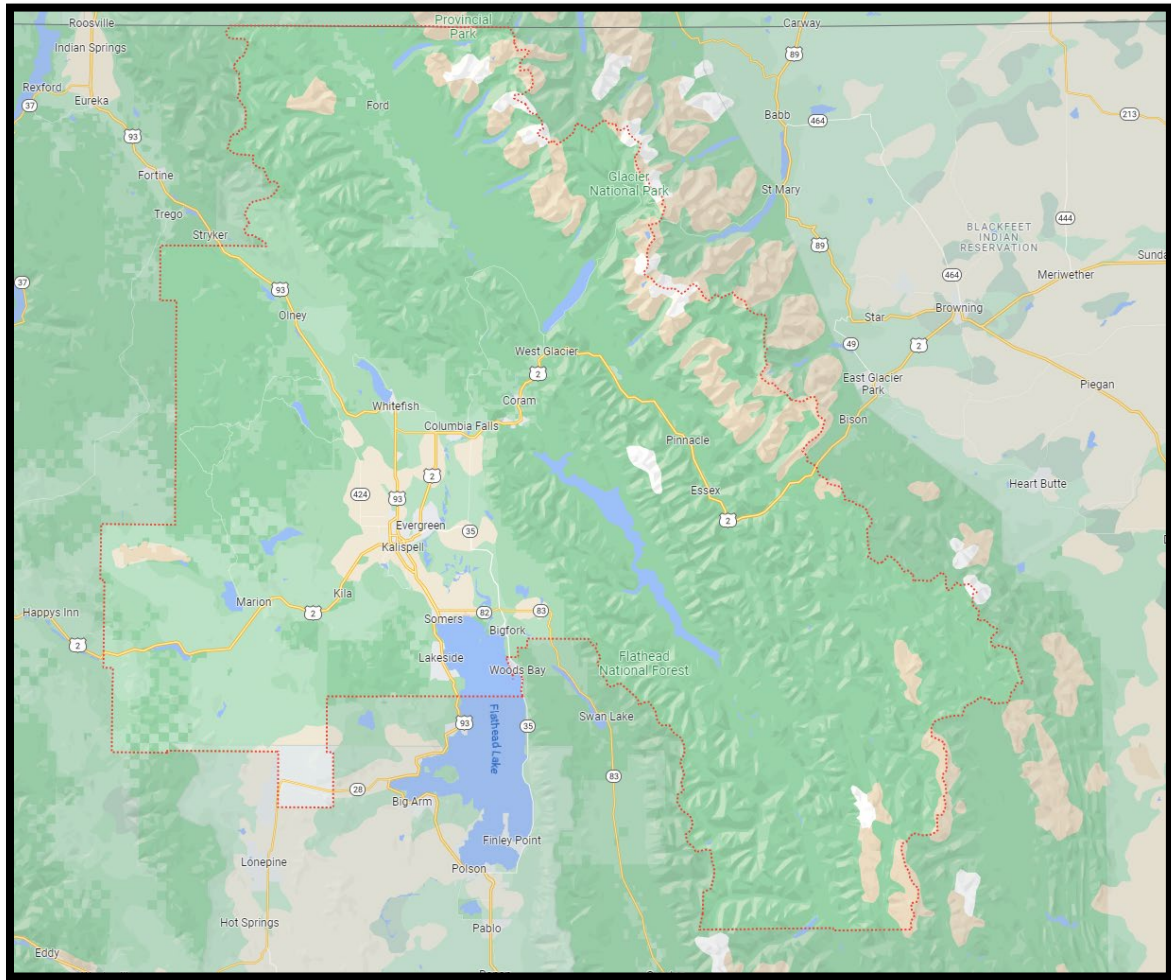 Roosville
Provincial
Park
Carway
Indian Springs
89
Rexford
37
Eureka
Ford
Babb
464
213
93
Fortine
Glacier
National Park
St Mary
Trego
444
Stryker
BLACKFEET
INDIAN
RESERVATION
89
Sunda
37
464
Meriwether
93
Olney
Star
Browning
49
2
West Glacier
2
East Glacier
Park
Piegan
Coram
Whitefish
Bison
Columbia Falls
Pinnacle
2
Heart Butte
424
93
Essex
2
Evergreen
35
Kalispell
Kila
Marion
Happys Inn
2
82
83
Somers
Bigfork
2
Lakeside
Woods Bay
Flathead
National Forest
Flathead Lake
Swan Lake
93
35
83
28
Big Arm
Finley Point
Lonepine
Polson
Hot Springs
Pablo
Eddy